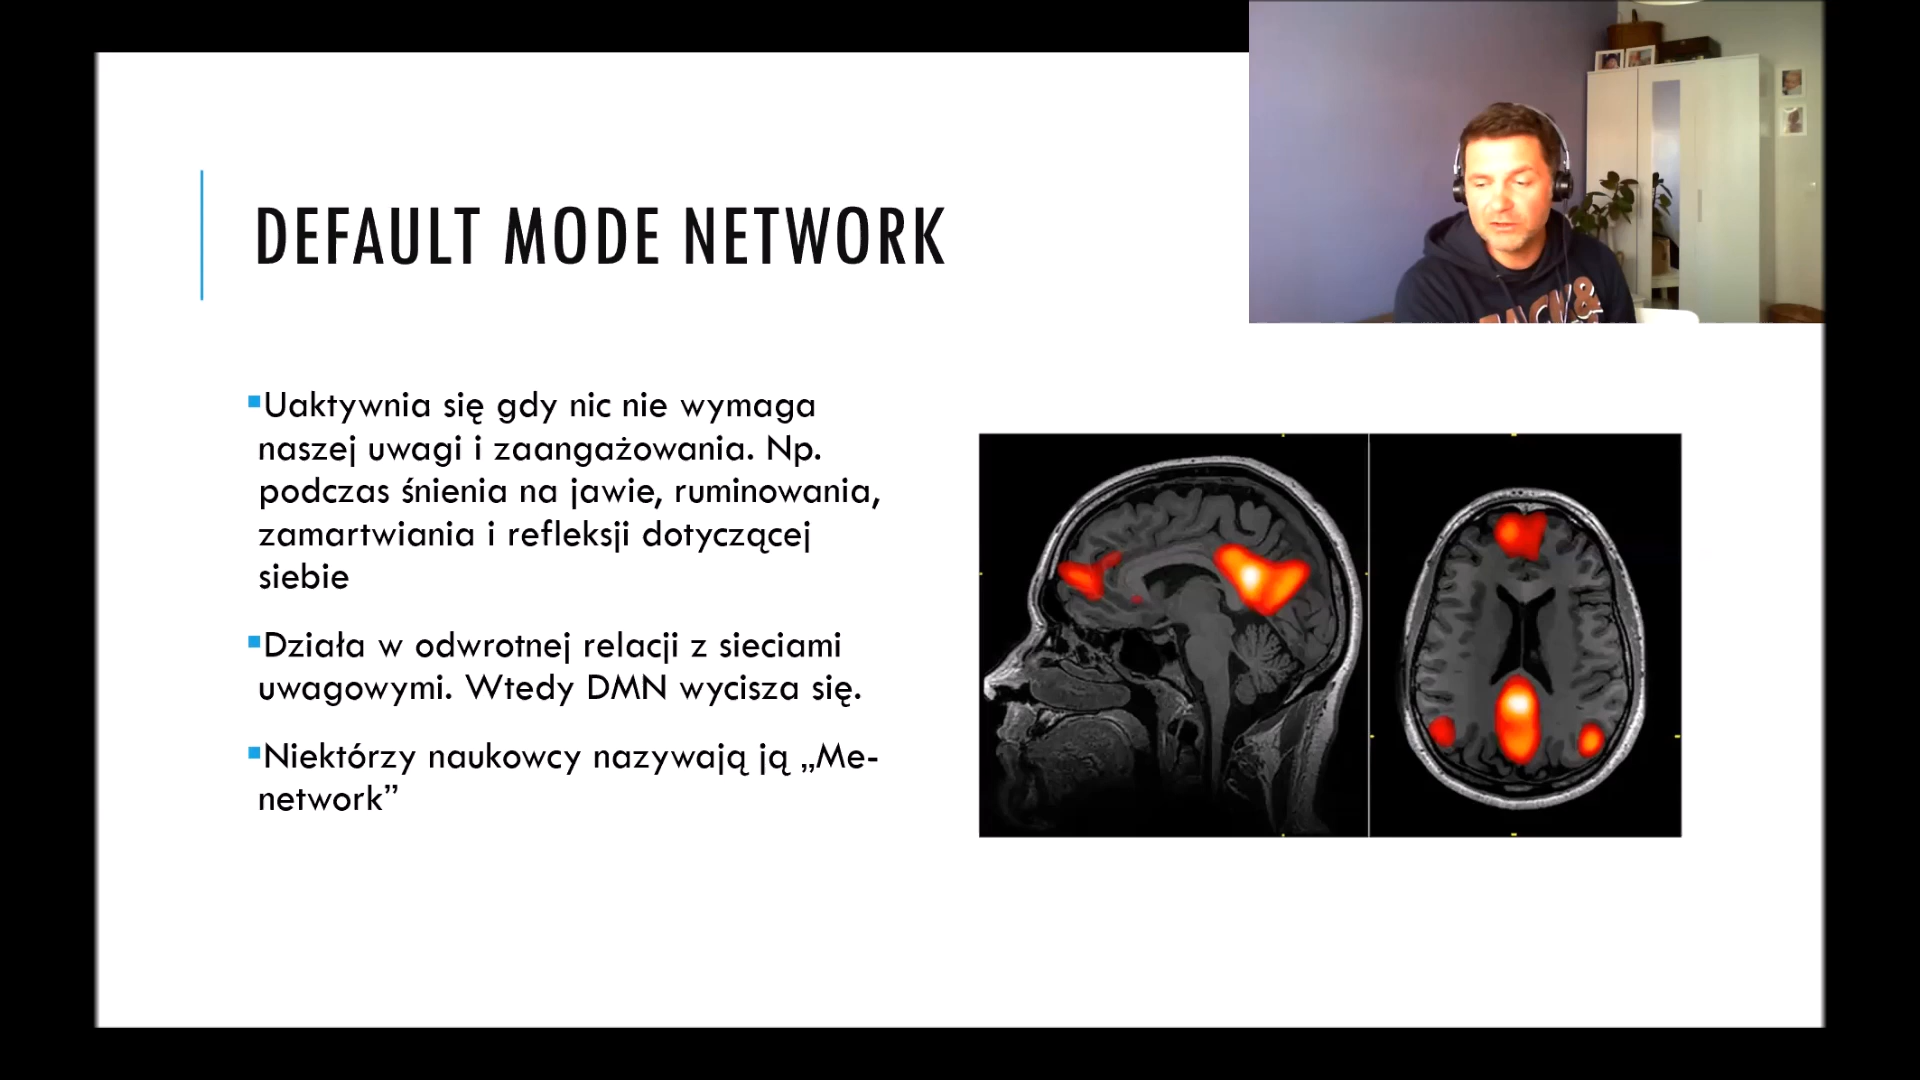 DEFAULT MODE NETWORK
▪Uaktywnia się gdy nic nie wymaga
naszej uwagi i zaangażowania. Np.
podczas śnienia na jawie, ruminowania,
zamartwiania i refleksji dotyczącej
siebie
▪Działa w odwrotnej relacji z sieciami
uwagowymi. Wtedy DMN wycisza się.
▪Niektórzy naukowcy nazywają ją „Me-
network”